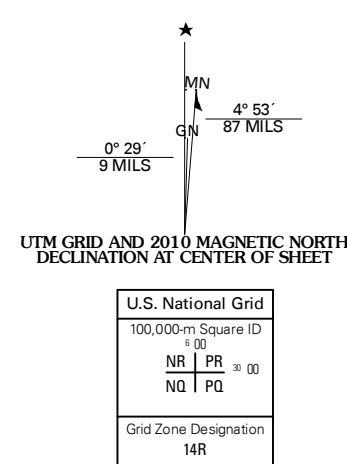 ★
MN
4° 53´
87 MILS
GN
0° 29´
9 MILS
UTM GRID AND 2010 MAGNETIC NORTH
DECLINATION AT CENTER OF SHEET
U.S. National Grid
100,000-m Square ID
6 00
NR PR 30 00
NQ PQ
Grid Zone Designation
14R